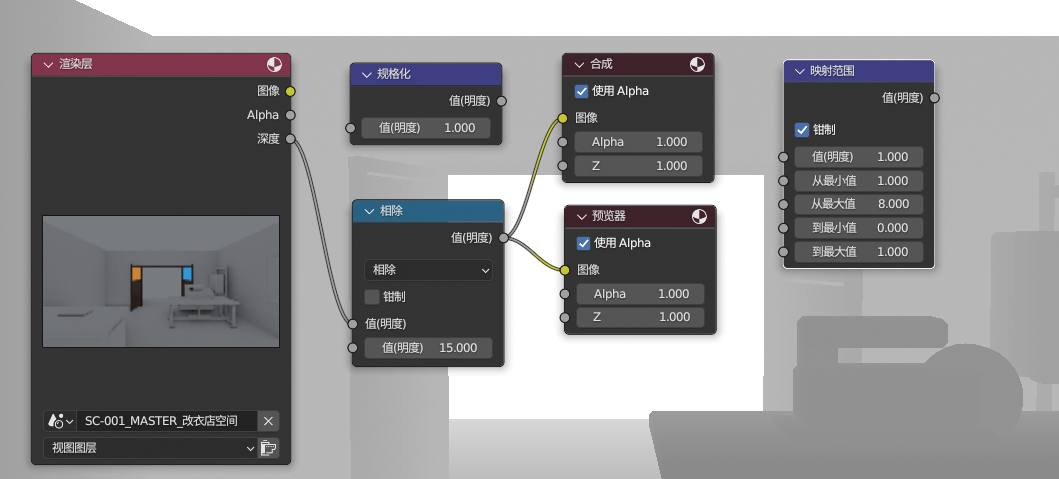 渲染层
图像
Alpha
深度
SC-001_MASTER_改衣店空间
视图图层
规格化
值(明度)
值(明度) 1.000
相除
值(明度)
相除
钳制
值(明度)
值(明度) 15.000
合成
使用 Alpha
图像
Alpha 1.000
Z 1.000
预览器
使用 Alpha
图像
Alpha 1.000
Z 1.000
映射范围
值(明度)
钳制
值(明度) 1.000
从最小值 1.000
从最大值 8.000
到最小值 0.000
到最大值 1.000